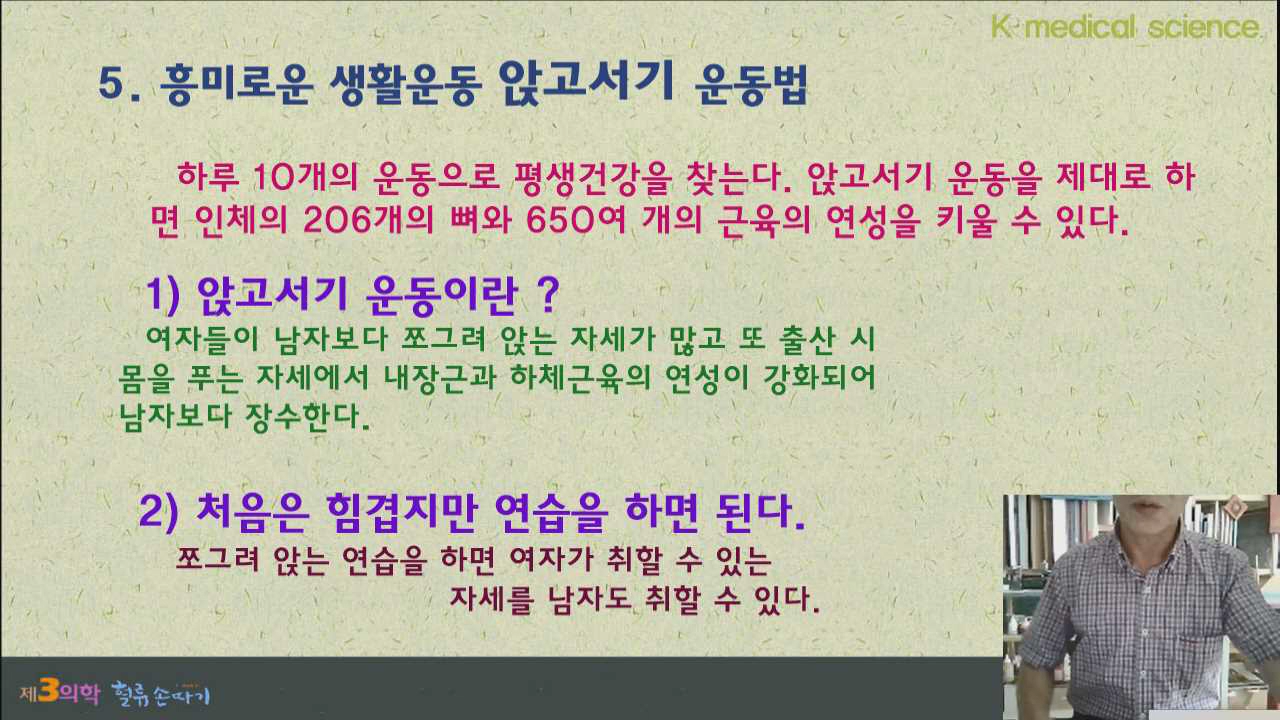 K medical science
5. 흥미로운 생활운동 앉고서기 운동법
하루 10개의 운동으로 평생건강을 찾는다. 앉고서기 운동을 제대로 하
면 인체의 206개의 뼈와 650여 개의 근육의 연성을 키울 수 있다.
1) 앉고서기 운동이란 ?
여자들이 남자보다 쪼그려 앉는 자세가 많고 또 출산 시
몸을 푸는 자세에서 내장근과 하체근육의 연성이 강화되어
남자보다 장수한다.
2) 처음은 힘겹지만 연습을 하면 된다.
쪼그려 앉는 연습을 하면 여자가 취할 수 있는
자세를 남자도 취할 수 있다.
제3의학 혈류 손따기